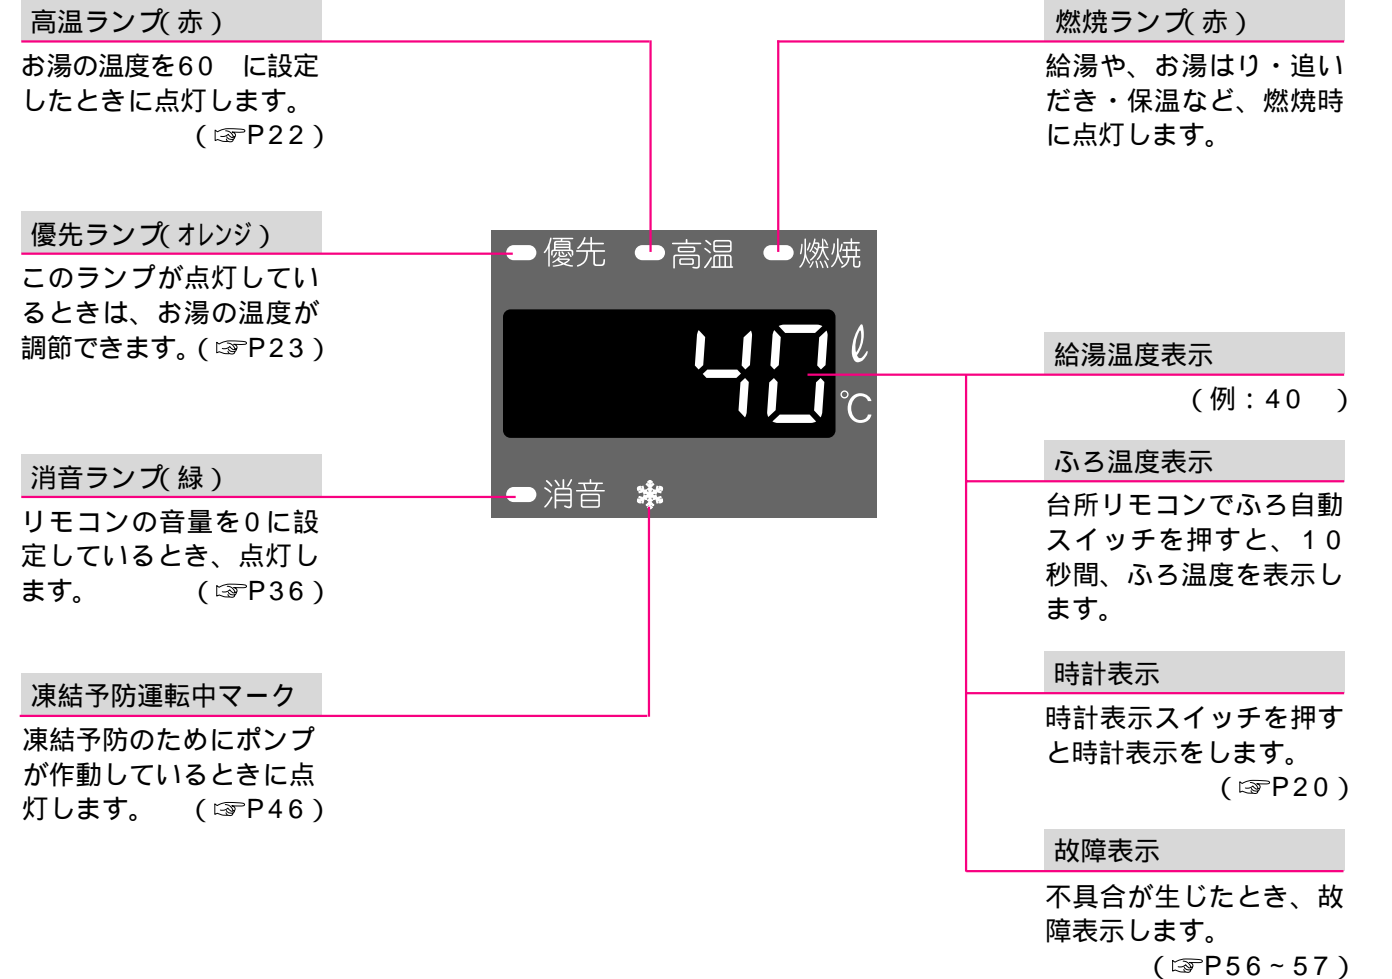 高温ランプ(赤)
お湯の温度を60　に設定
したときに点灯します。
(☞P22)
優先ランプ(オレンジ)
このランプが点灯してい
るときは、お湯の温度が
調節できます。(☞P23)
消音ランプ(緑)
リモコンの音量を0に設
定しているとき、点灯し
ます。　(☞P36)
凍結予防運転中マーク
凍結予防のためにポンプ
が作動しているときに点
灯します。　(☞P46)
優先 高温 燃焼
40 ℓ
℃
消音
燃焼ランプ(赤)
給湯や、お湯はり・追い
だき・保温など、燃焼時
に点灯します。
給湯温度表示
(例：40　)
ふろ温度表示
台所リモコンでふろ自動
スイッチを押すと、10
秒間、ふろ温度を表示し
ます。
時計表示
時計表示スイッチを押す
と時計表示をします。
(☞P20)
故障表示
不具合が生じたとき、故
障表示します。
(☞P56~57)